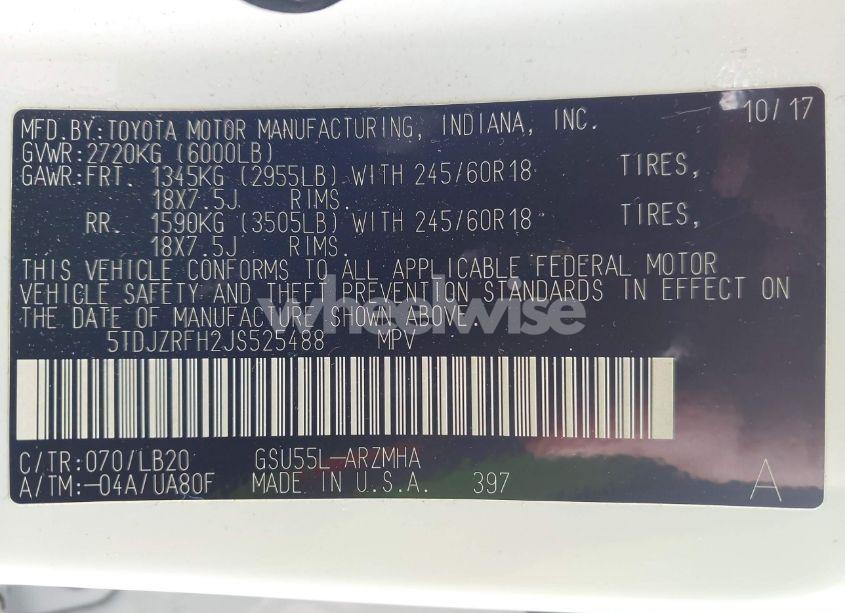 MFD.BY:TOYOTA MOTOR MANUFACTURING, INDIANA, INC. 10/17
GVWR:2720KG (6000LB)
GAWR:FRT. 1345KG (2955LB) WITH 245/60R18 TIRES,
18X7.5J RIMS.
RR. 1590KG (3505LB) WITH 245/60R18 TIRES,
18X7.5J RIMS.
THIS VEHICLE CONFORMS TO ALL APPLICABLE FEDERAL MOTOR
VEHICLE SAFETY AND THEFT PREVENTION STANDARDS IN EFFECT ON
THE DATE OF MANUFACTURE SHOWN ABOVE.
wheelwise
5TDJZRFH2JS525488 MPV
C/TR:070/LB20 GSU55L-ARZMHA
A/TM:-04A/UA80F MADE IN U.S.A. 397 A